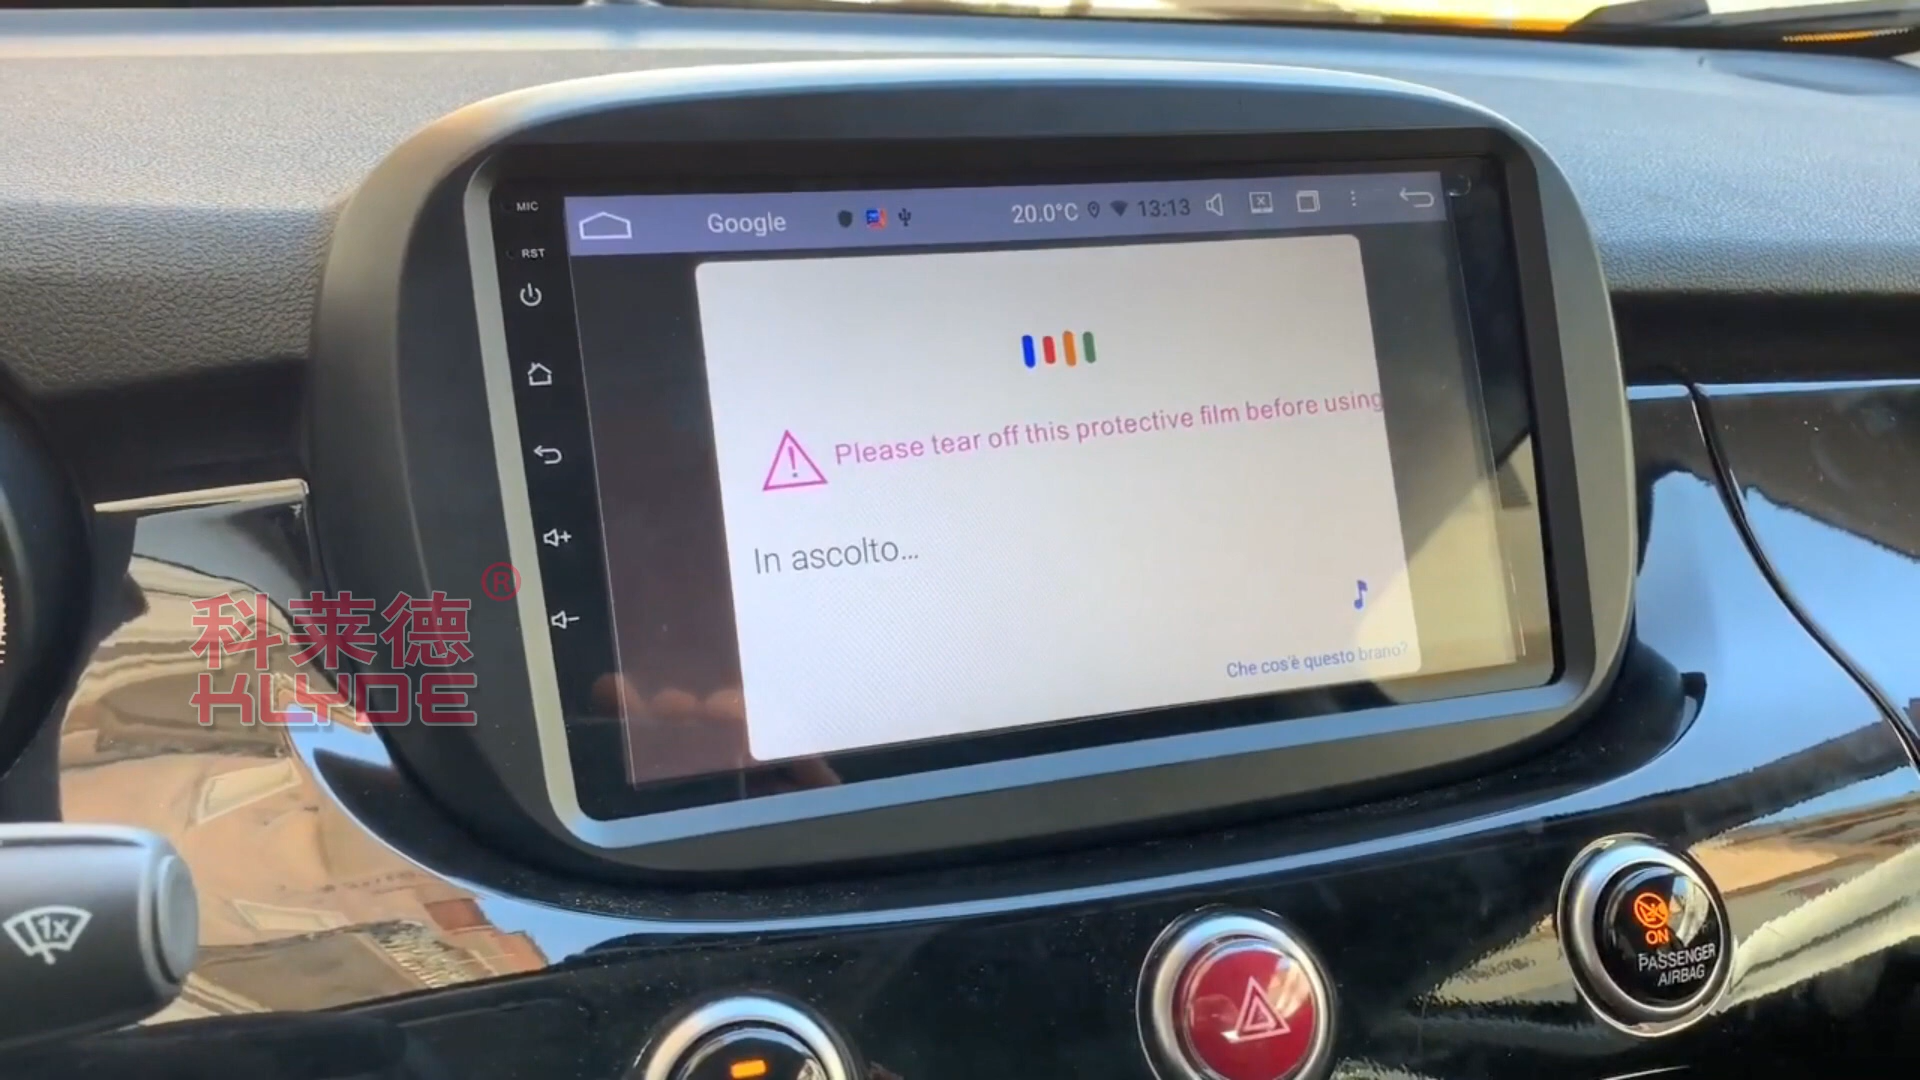 MIC
RST
Google
20.0°C
13:13
Please tear off this protective film before using
In ascolto...
Che cos'è questo brano?
科莱德®
KLYDE
1x
ON
PASSENGER
AIRBAG